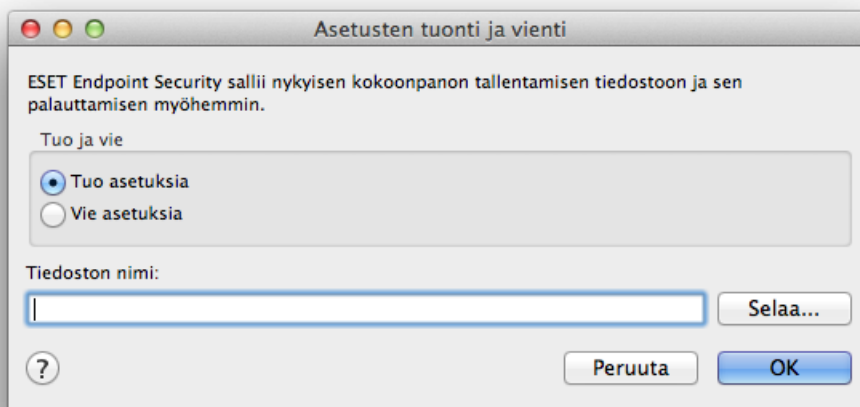 Asetusten tuonti ja vienti
ESET Endpoint Security sallii nykyisen kokoonpanon tallentamisen tiedostoon ja sen
palauttamisen myöhemmin.
Tuo ja vie
Tuo asetuksia
Vie asetuksia
Tiedoston nimi:
Selaa...
?
Peruuta
OK